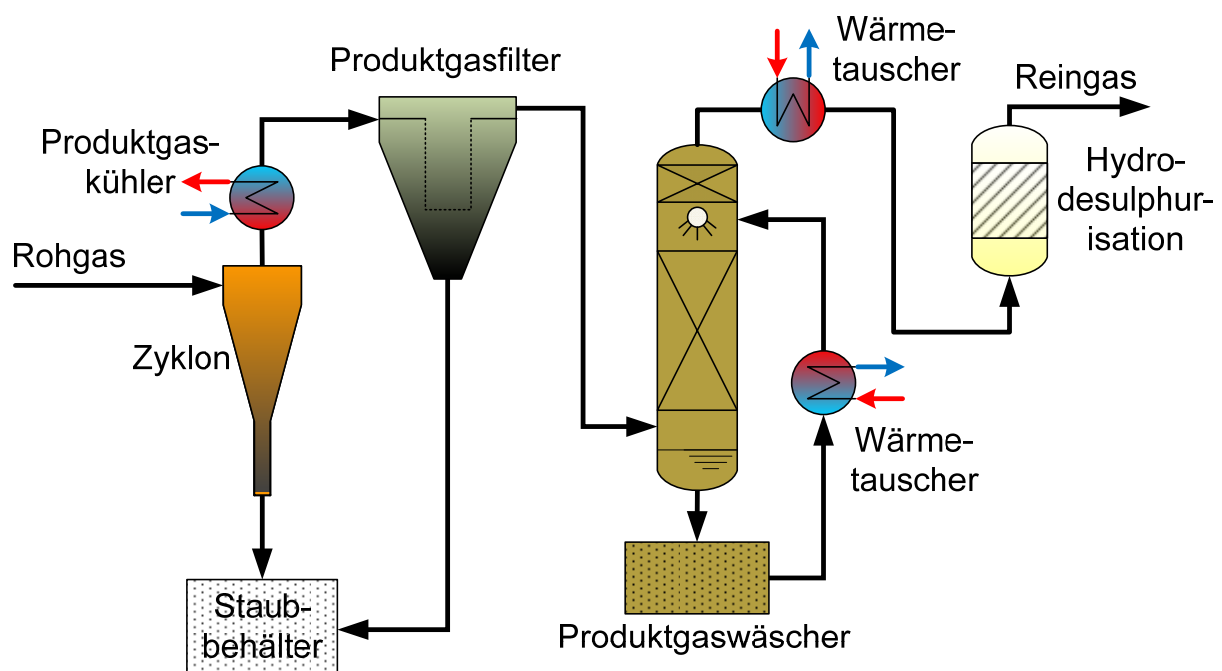 Produktgasfilter
Wärme-
tauscher
Reingas
Produktgas-
kühler
Hydro-
desulphur-
isation
Rohgas
Zyklon
Wärme-
tauscher
Staub-
behälter
Produktgaswäscher